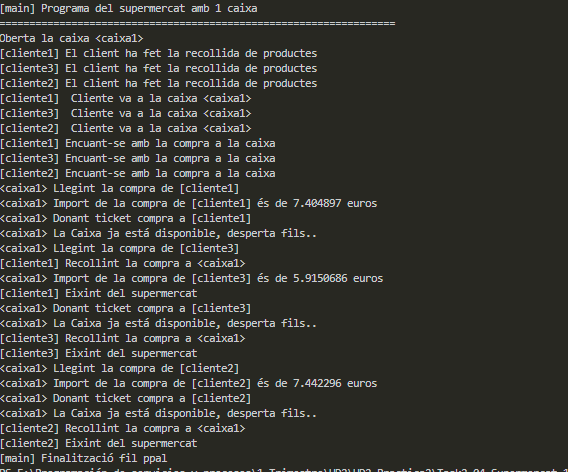 [main] Programa del supermercat amb 1 caixa
===================================================================
Oberta la caixa <caixa1>
[cliente1] El client ha fet la recollida de productes
[cliente3] El client ha fet la recollida de productes
[cliente2] El client ha fet la recollida de productes
[cliente1]  Cliente va a la caixa <caixa1>
[cliente3]  Cliente va a la caixa <caixa1>
[cliente2]  Cliente va a la caixa <caixa1>
[cliente1] Encuant-se amb la compra a la caixa
[cliente3] Encuant-se amb la compra a la caixa
[cliente2] Encuant-se amb la compra a la caixa
<caixa1> Llegint la compra de [cliente1]
<caixa1> Import de la compra de [cliente1] és de 7.404897 euros
<caixa1> Donant ticket compra a [cliente1]
<caixa1> La Caixa ja está disponible, desperta fils..
<caixa1> Llegint la compra de [cliente3]
[cliente1] Recollint la compra a <caixa1>
<caixa1> Import de la compra de [cliente3] és de 5.9150686 euros
[cliente1] Eixint del supermercat
<caixa1> Donant ticket compra a [cliente3]
<caixa1> La Caixa ja está disponible, desperta fils..
[cliente3] Recollint la compra a <caixa1>
[cliente3] Eixint del supermercat
<caixa1> Llegint la compra de [cliente2]
<caixa1> Import de la compra de [cliente2] és de 7.442296 euros
<caixa1> Donant ticket compra a [cliente2]
<caixa1> La Caixa ja está disponible, desperta fils..
[cliente2] Recollint la compra a <caixa1>
[cliente2] Eixint del supermercat
[main] Finalització fil ppal